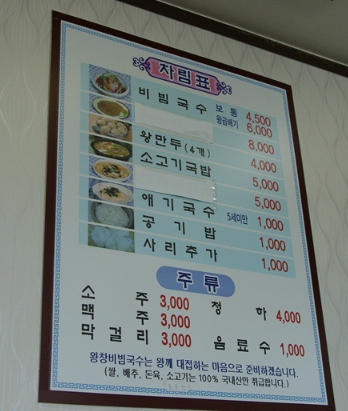 차림表
비빔국수 보통 4,500
왕곱빼기 6,000
8,000
왕만두(4개) 4,000
소고기국밥 5,000
5,000
애기국수 5세미만 1,000
공기밥 1,000
사리추가 1,000
주류
소주 3,000 청하 4,000
맥주 3,000
막걸리 3,000 음료수 1,000
왕창비빔국수는 왕께 대접하는 마음으로 준비하겠습니다.
(쌀, 배추, 돈육, 소고기는 100% 국내산만 취급합니다.)